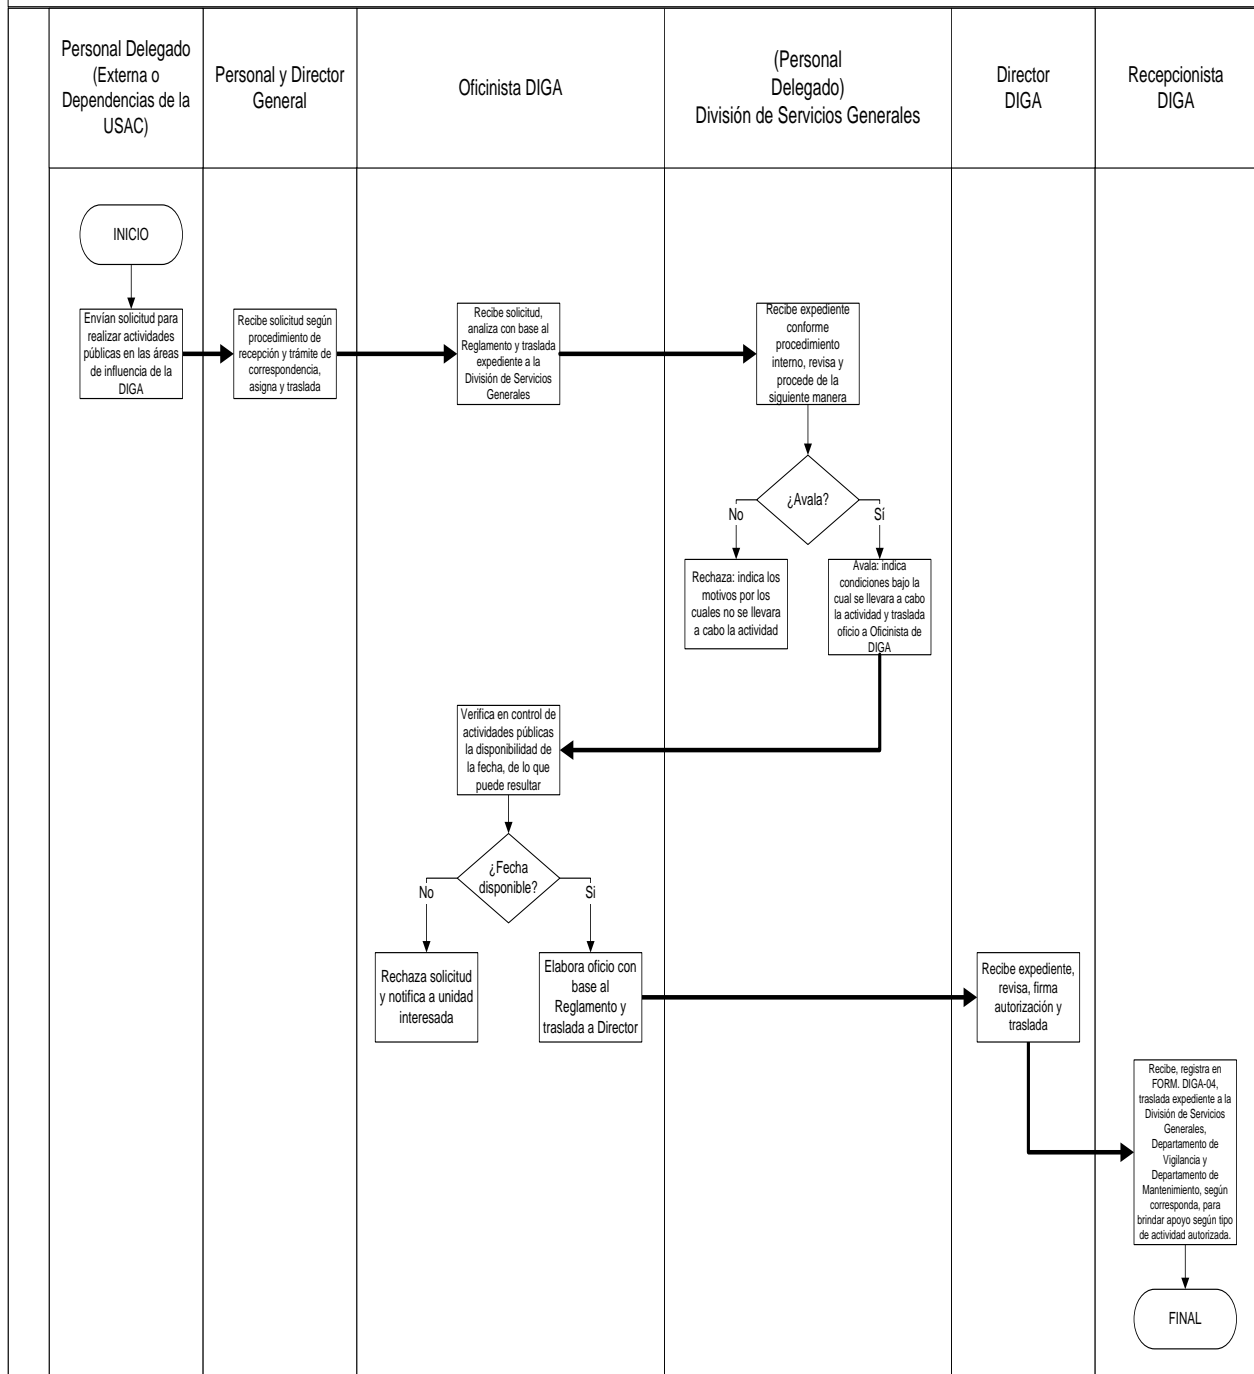 Personal Delegado
(Externa o
Dependencias de la
USAC)
Personal y Director
General
Oficinista DIGA
(Personal
Delegado)
División de Servicios Generales
Director
DIGA
Recepcionista
DIGA
INICIO
Envían solicitud para
realizar actividades
públicas en las áreas
de influencia de la
DIGA
Recibe solicitud según
procedimiento de
recepción y trámite de
correspondencia,
asigna y traslada
Recibe solicitud,
analiza con base al
Reglamento y traslada
expediente a la
División de Servicios
Generales
Recibe expediente
conforme
procedimiento
interno, revisa y
procede de la
siguiente manera
¿Avala?
No
Sí
Rechaza: indica los
motivos por los
cuales no se llevara
a cabo la actividad
Avala: indica
condiciones bajo la
cual se llevara a cabo
la actividad y traslada
oficio a Oficinista de
DIGA
Verifica en control de
actividades públicas
la disponibilidad de
la fecha, de lo que
puede resultar
¿Fecha
disponible?
No
Si
Rechaza solicitud
y notifica a unidad
interesada
Elabora oficio con
base al
Reglamento y
traslada a Director
Recibe expediente,
revisa, firma
autorización y
traslada
Recibe, registra en
FORM. DIGA-04,
traslada expediente a la
División de Servicios
Generales,
Departamento de
Vigilancia y
Departamento de
Mantenimiento, según
corresponda, para
brindar apoyo según tipo
de actividad autorizada.
FINAL